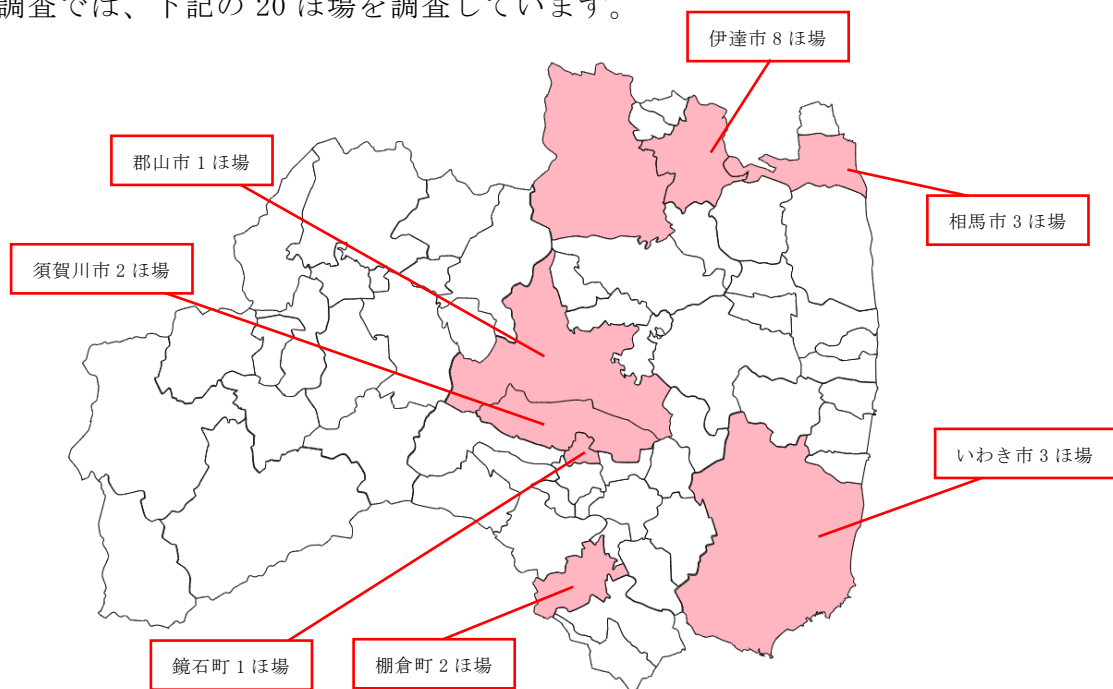 調査では、下記の 20 ほ場を調査しています。
伊達市 8 ほ場
郡山市 1 ほ場
相馬市 3 ほ場
須賀川市 2 ほ場
いわき市 3 ほ場
鏡石町 1 ほ場
棚倉町 2 ほ場